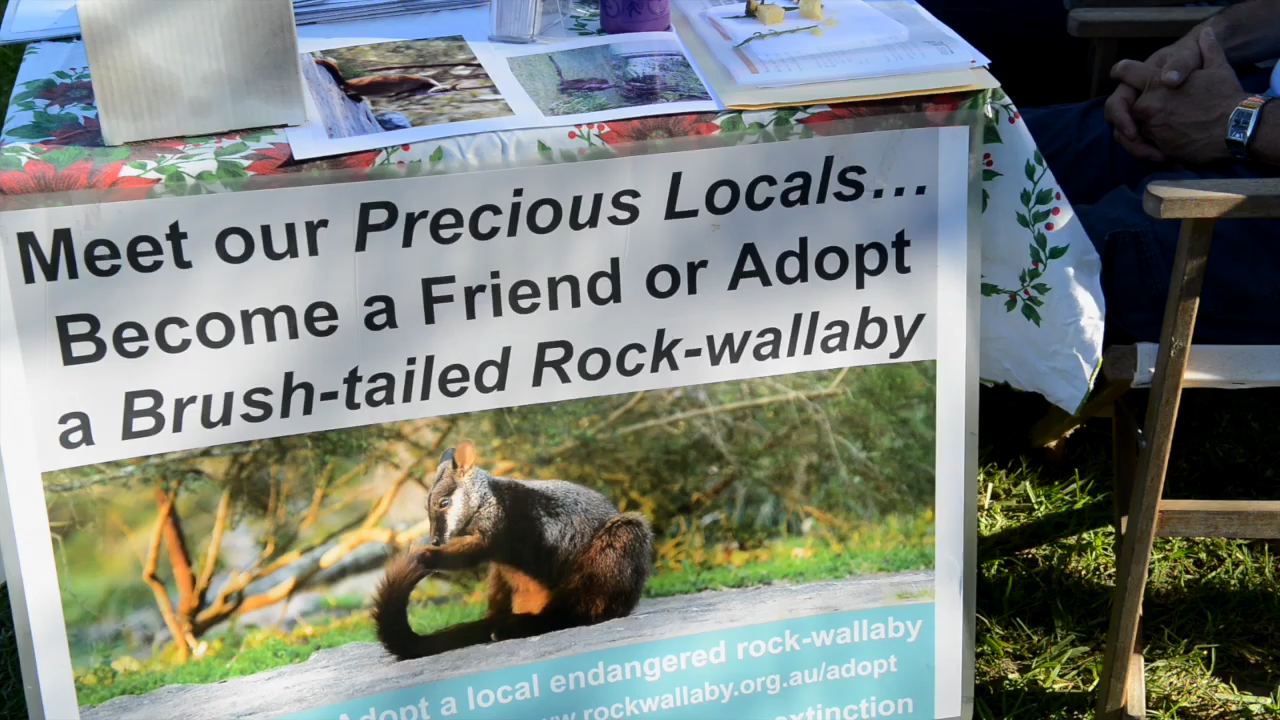 Meet our Precious Locals...
Become a Friend or Adopt
a Brush-tailed Rock-wallaby
Adopt a local endangered rock-wallaby
www.rockwallaby.org.au/adopt
extinction